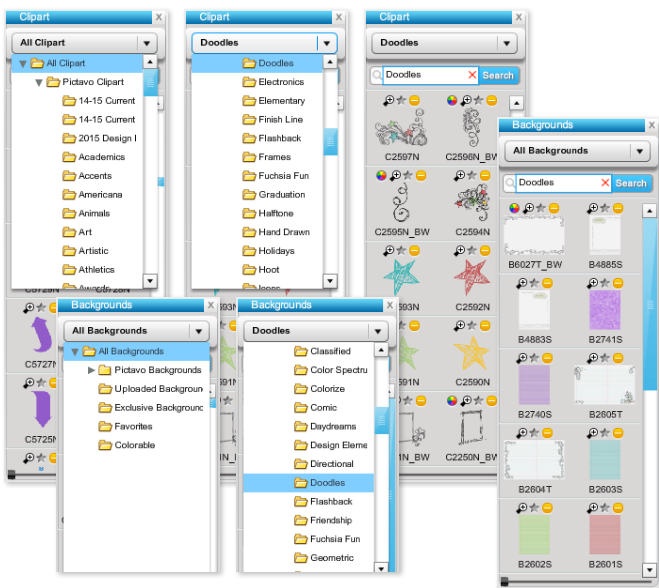 Clipart X
All Clipart
All Clipart
Pictavo Clipart
14-15 Current
14-15 Current
2015 Design I
Academics
Accents
Americana
Animals
Art
Artistic
Athletics
Awards
C5727N
C5725N
Clipart X
Doodles
Doodles
Electronics
Elementary
Finish Line
Flashback
Frames
Fuchsia Fun
Graduation
Halftone
Hand Drawn
Holidays
Hoot
Icons
Clipart X
Doodles
Doodles X Search
C2597N C2596N_BW
C2595N_BW C2594N
C2592N
C2590N
C2250N_BW
Backgrounds X
All Backgrounds
All Backgrounds
Pictavo Backgrounds
Uploaded Backgroun
Exclusive Backgrounc
Favorites
Colorable
Backgrounds X
Doodles
Classified
Color Spectru
Colorize
Comic
Daydreams
Design Eleme
Directional
Doodles
Flashback
Friendship
Fuchsia Fun
Geometric
Backgrounds X
All Backgrounds
Doodles X Search
B6027T_BW B4885S
B4883S B2741S
B2740S B2605T
B2604T B2603S
B2602S B2601S